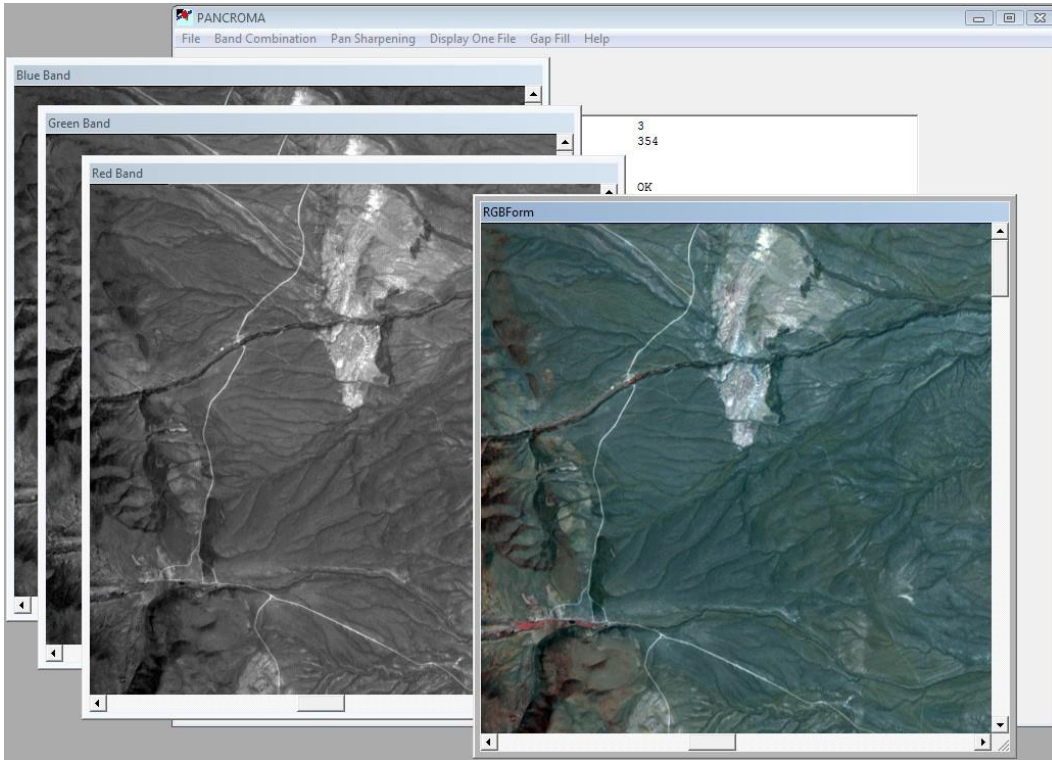 PANCROMA
File Band Combination Pan Sharpening Display One File Gap Fill Help
Blue Band
Green Band
3
354
Red Band
OK
RGBForm